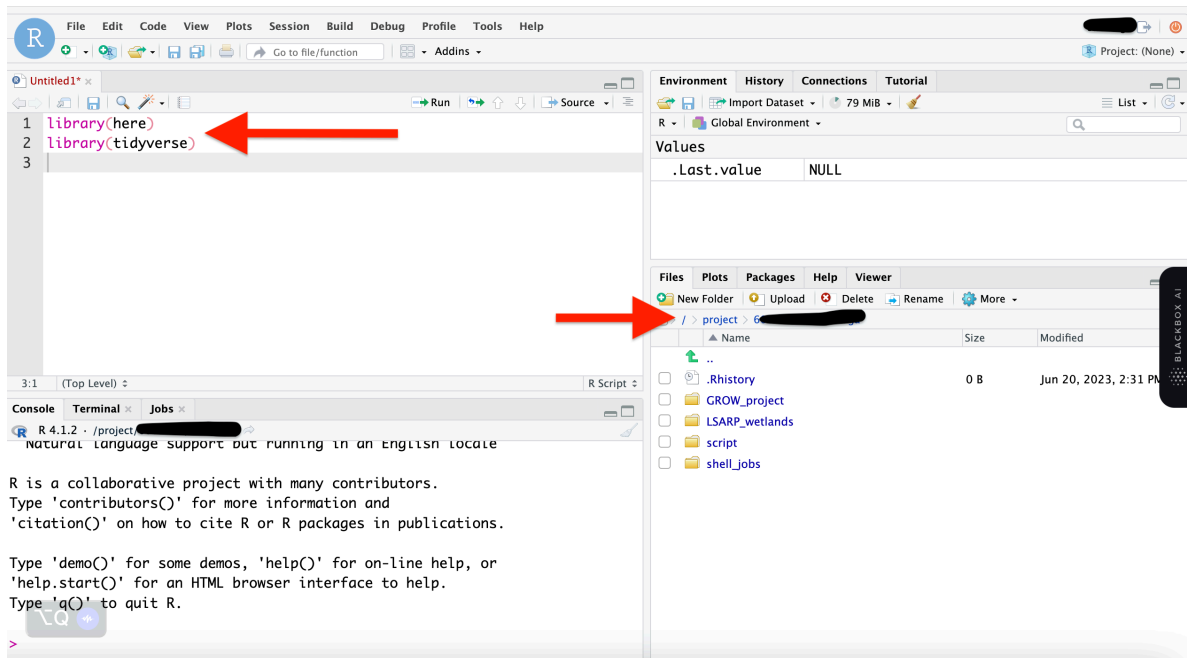 R File Edit Code View Plots Session Build Debug Profile Tools Help
Go to file/function Addins Project: (None)
Untitled1*
Run Source
1 library(here)
2 library(tidyverse)
3
3:1 (Top Level) R Script
Console Terminal Jobs
R 4.1.2 · /project/
Natural language support but running in an English locale
R is a collaborative project with many contributors.
Type 'contributors()' for more information and
'citation()' on how to cite R or R packages in publications.
Type 'demo()' for some demos, 'help()' for on-line help, or
'help.start()' for an HTML browser interface to help.
Type 'q()' to quit R.
⌥Q
>
Environment History Connections Tutorial
Import Dataset 79 MiB List
R Global Environment
Values
.Last.value NULL
Files Plots Packages Help Viewer
New Folder Upload Delete Rename More
/ project 6
Name Size Modified
..
.Rhistory 0 B Jun 20, 2023, 2:31 PM
GROW_project
LSARP_wetlands
script
shell_jobs
BLACKBOX AI